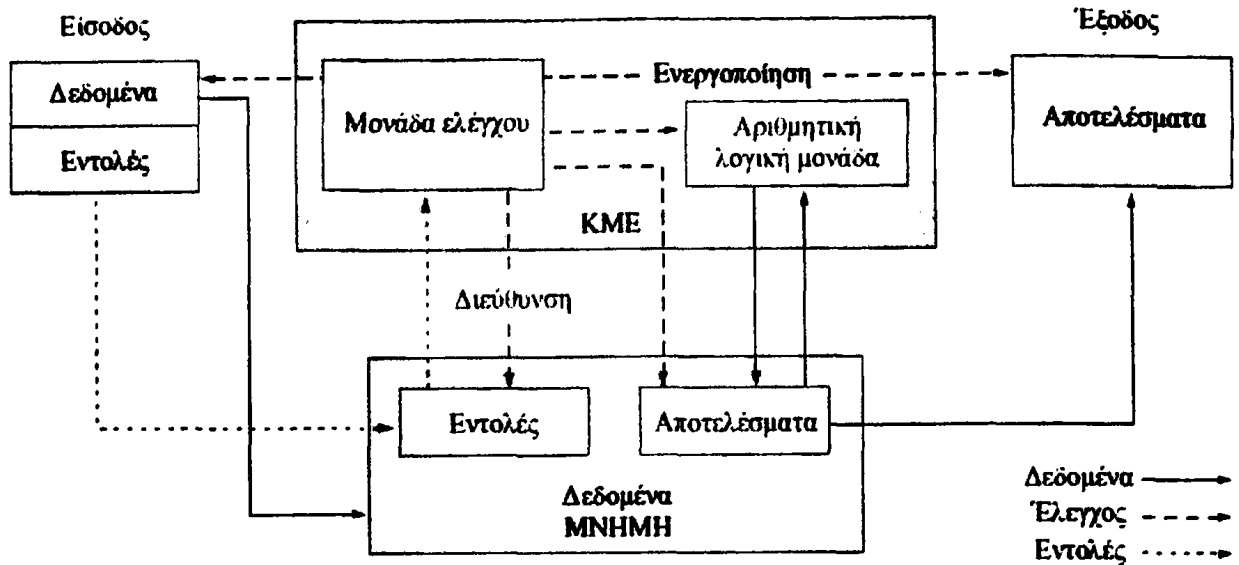 Είσοδος
Έξοδος
Δεδομένα
Εντολές
Μονάδα ελέγχου
Ενεργοποίηση
Αριθμητική
λογική μονάδα
Αποτελέσματα
ΚΜΕ
Διεύθυνση
Εντολές
Αποτελέσματα
Δεδομένα
ΜΝΗΜΗ
Δεδομένα
Έλεγχος
Εντολές